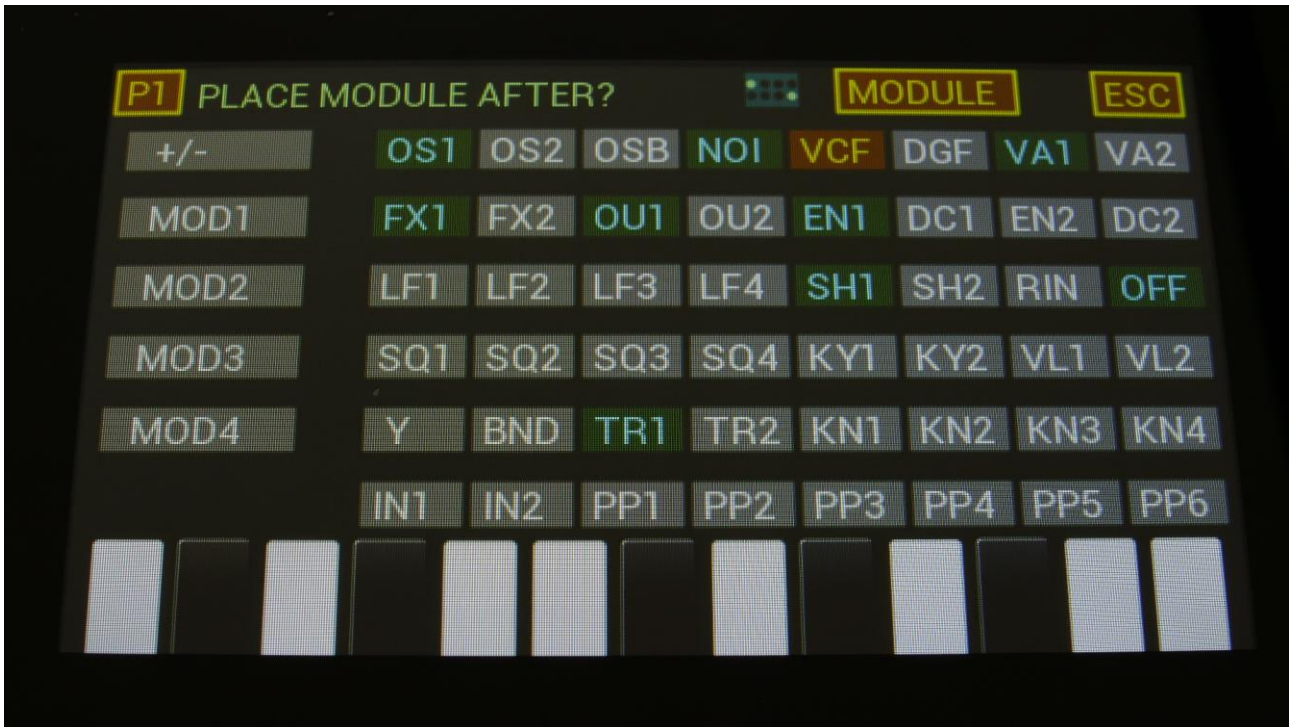 P1 PLACE MODULE AFTER? MODULE ESC
+/- OS1 OS2 OSB NOI VCF DGF VA1 VA2
MOD1 FX1 FX2 OU1 OU2 EN1 DC1 EN2 DC2
MOD2 LF1 LF2 LF3 LF4 SH1 SH2 RIN OFF
MOD3 SQ1 SQ2 SQ3 SQ4 KY1 KY2 VL1 VL2
MOD4 Y BND TR1 TR2 KN1 KN2 KN3 KN4
IN1 IN2 PP1 PP2 PP3 PP4 PP5 PP6